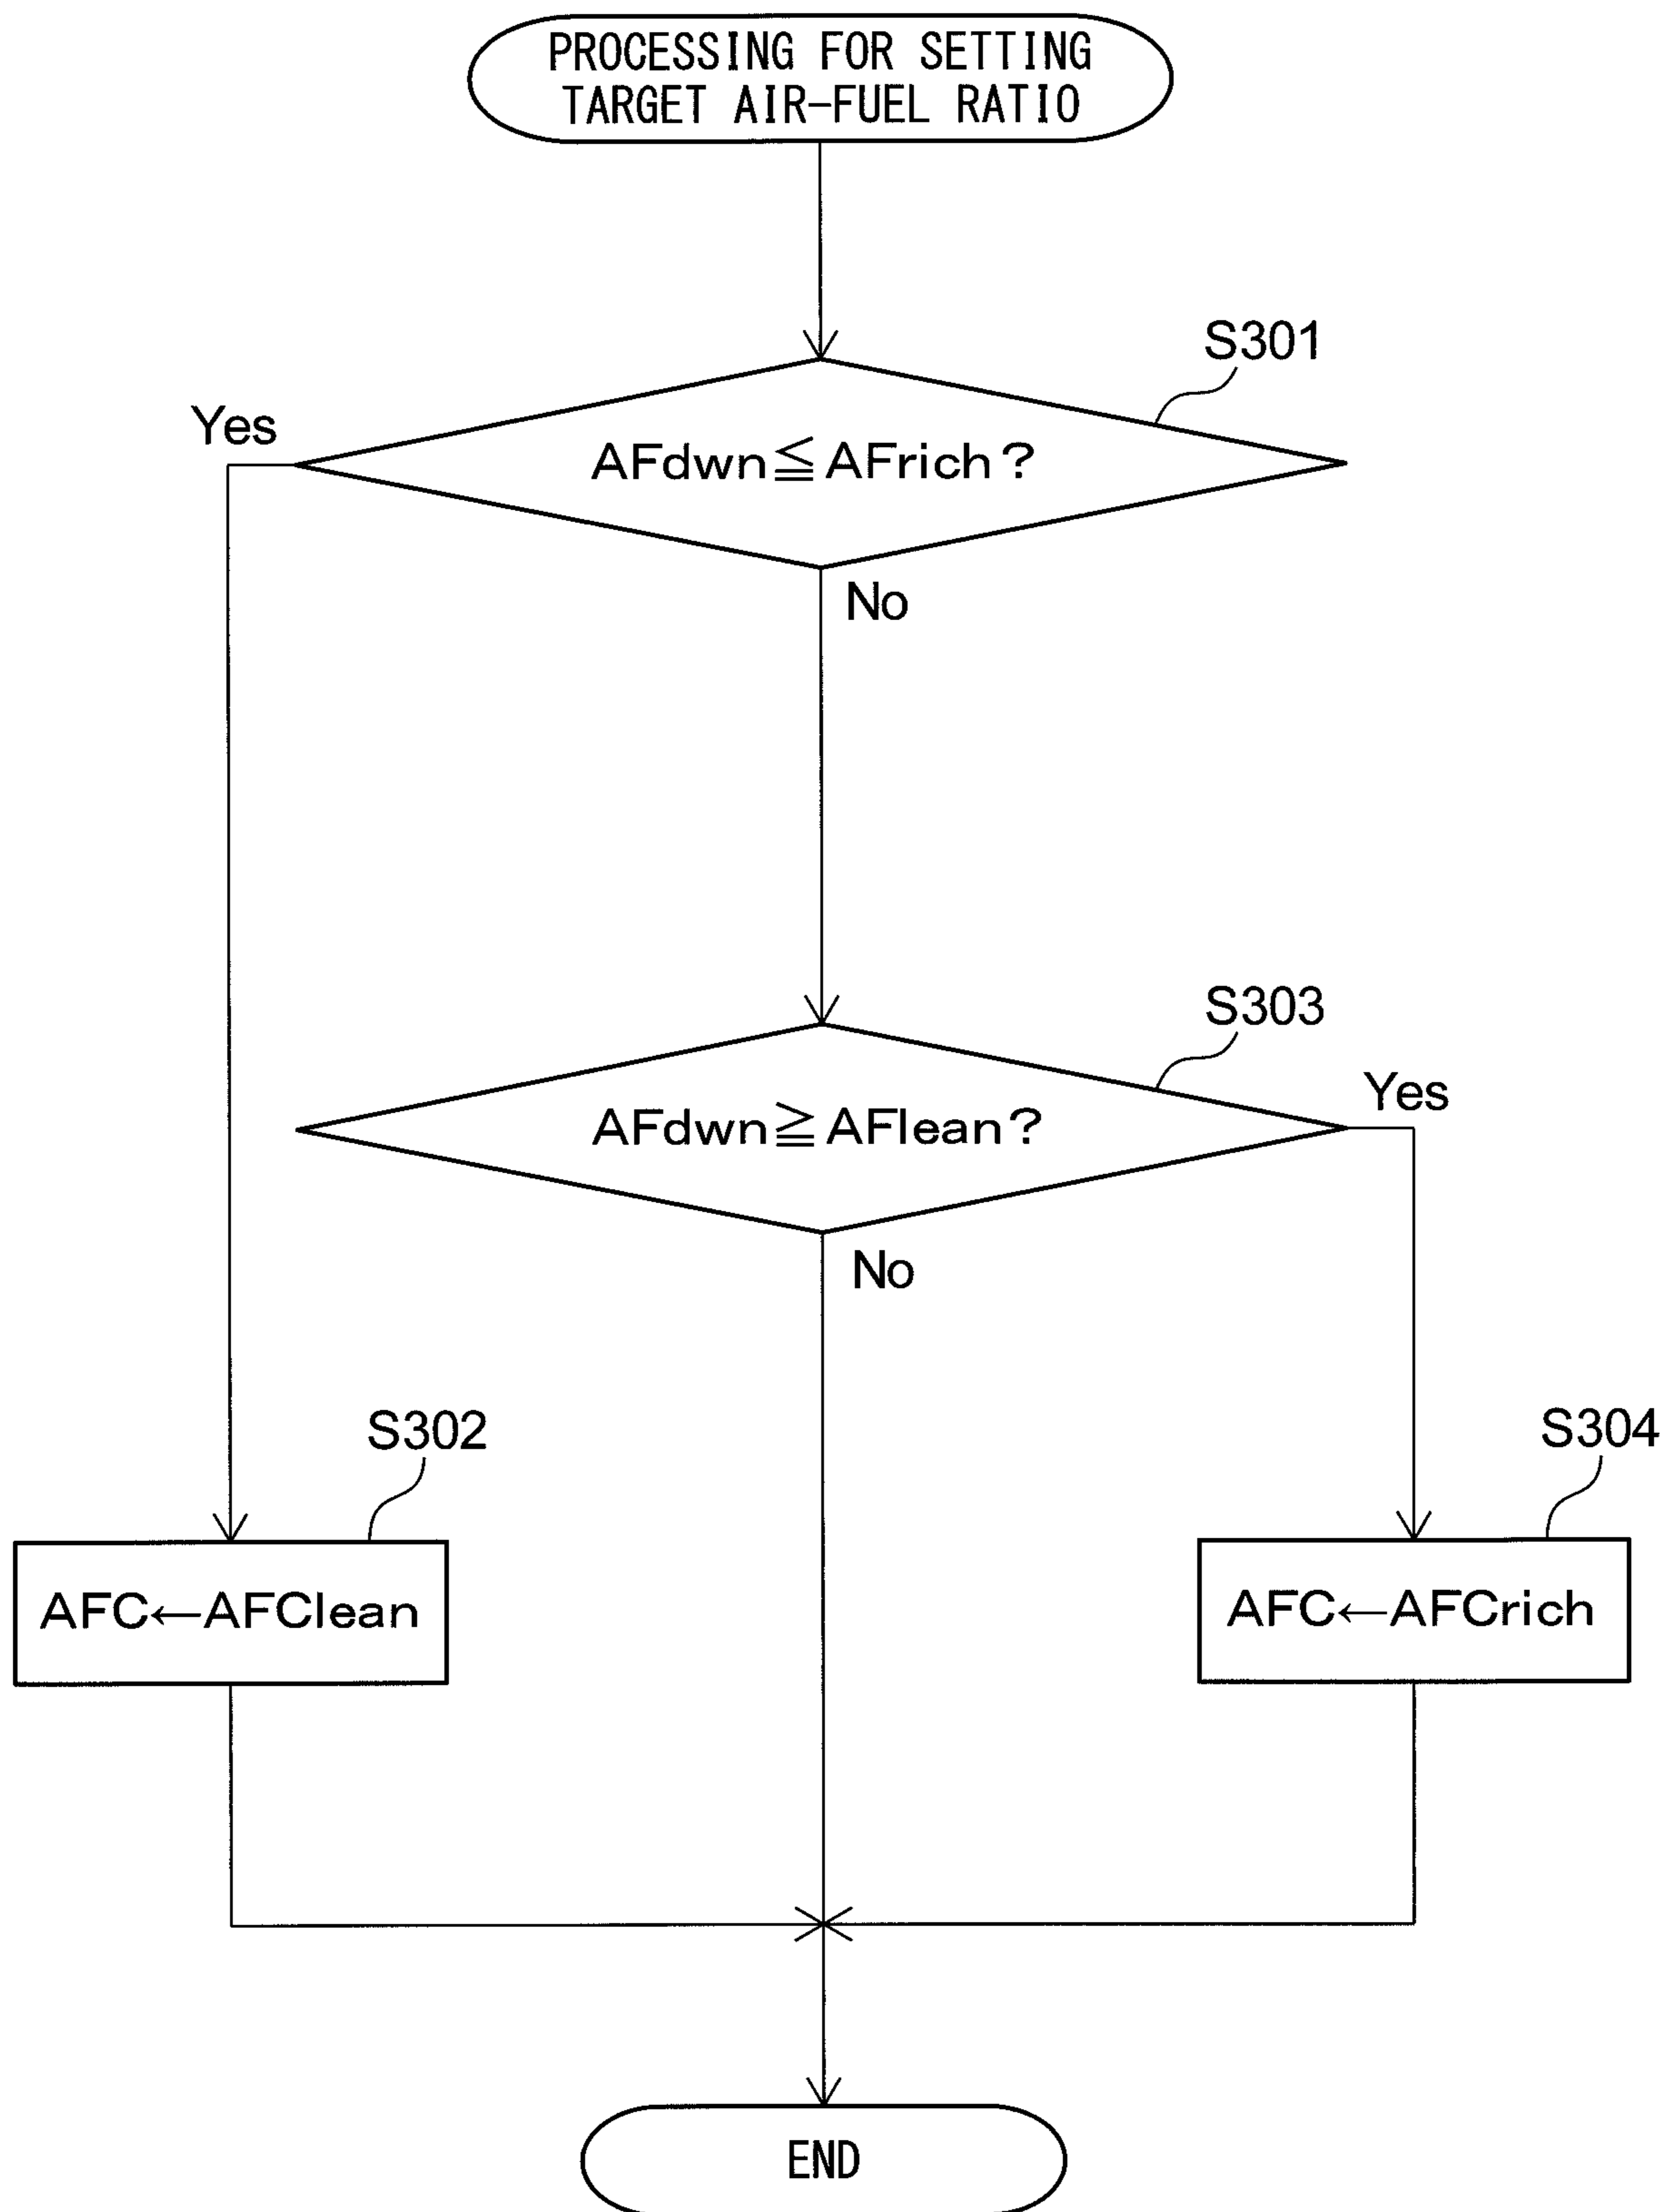 PROCESSING FOR SETTING
TARGET AIR-FUEL RATIO
S301
Yes
AFdwn≦AFrich?
No
S303
Yes
AFdwn≧AFlean?
No
S302
S304
AFC←AFClean
AFC←AFCrich
END